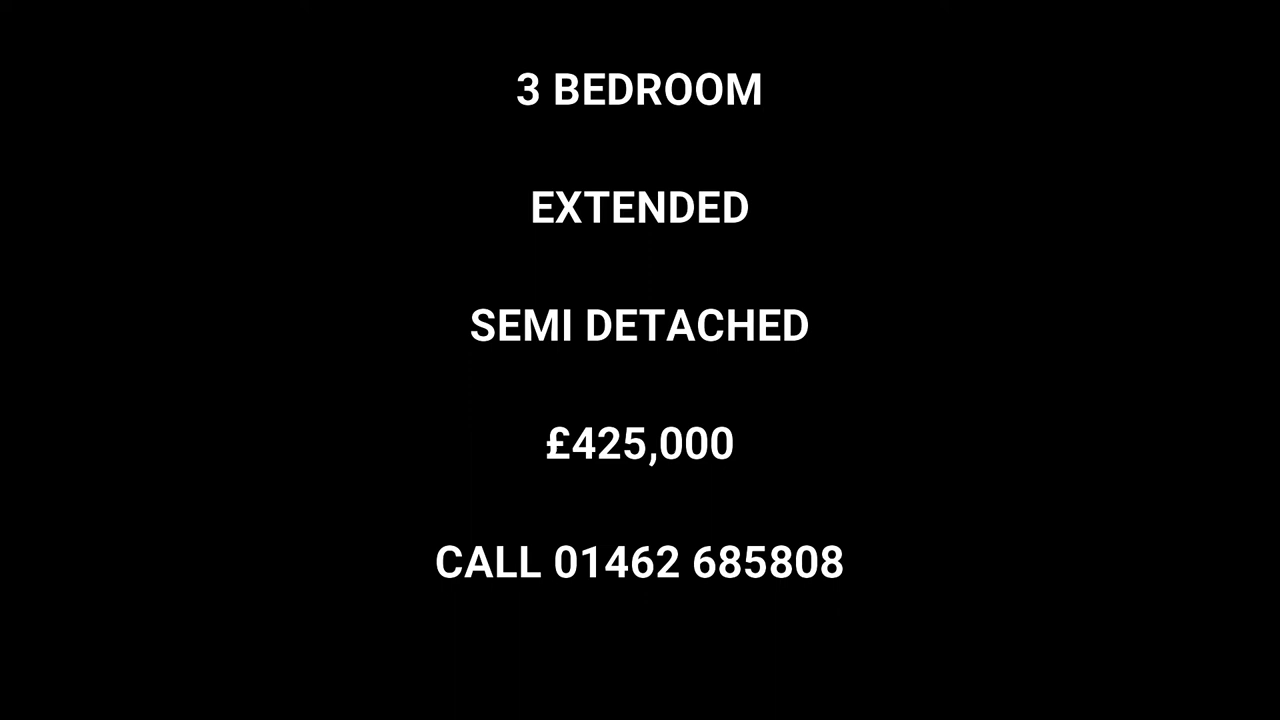 3 BEDROOM
EXTENDED
SEMI DETACHED
£425,000
CALL 01462 685808